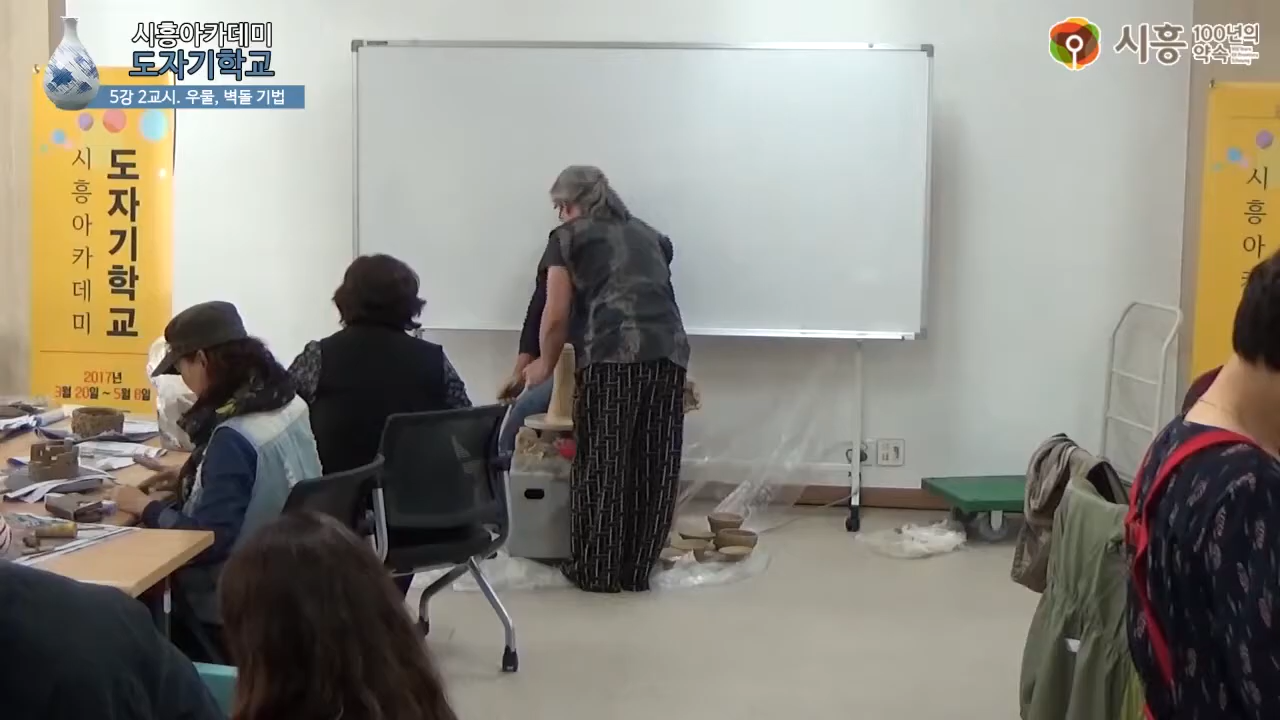 시흥아카데미
도자기학교
5강 2교시. 우물, 벽돌 기법
시흥
100년의
약속
시흥아카데미
도자기학교
2017년
3월 20일 ~ 5월 8일
시흥아